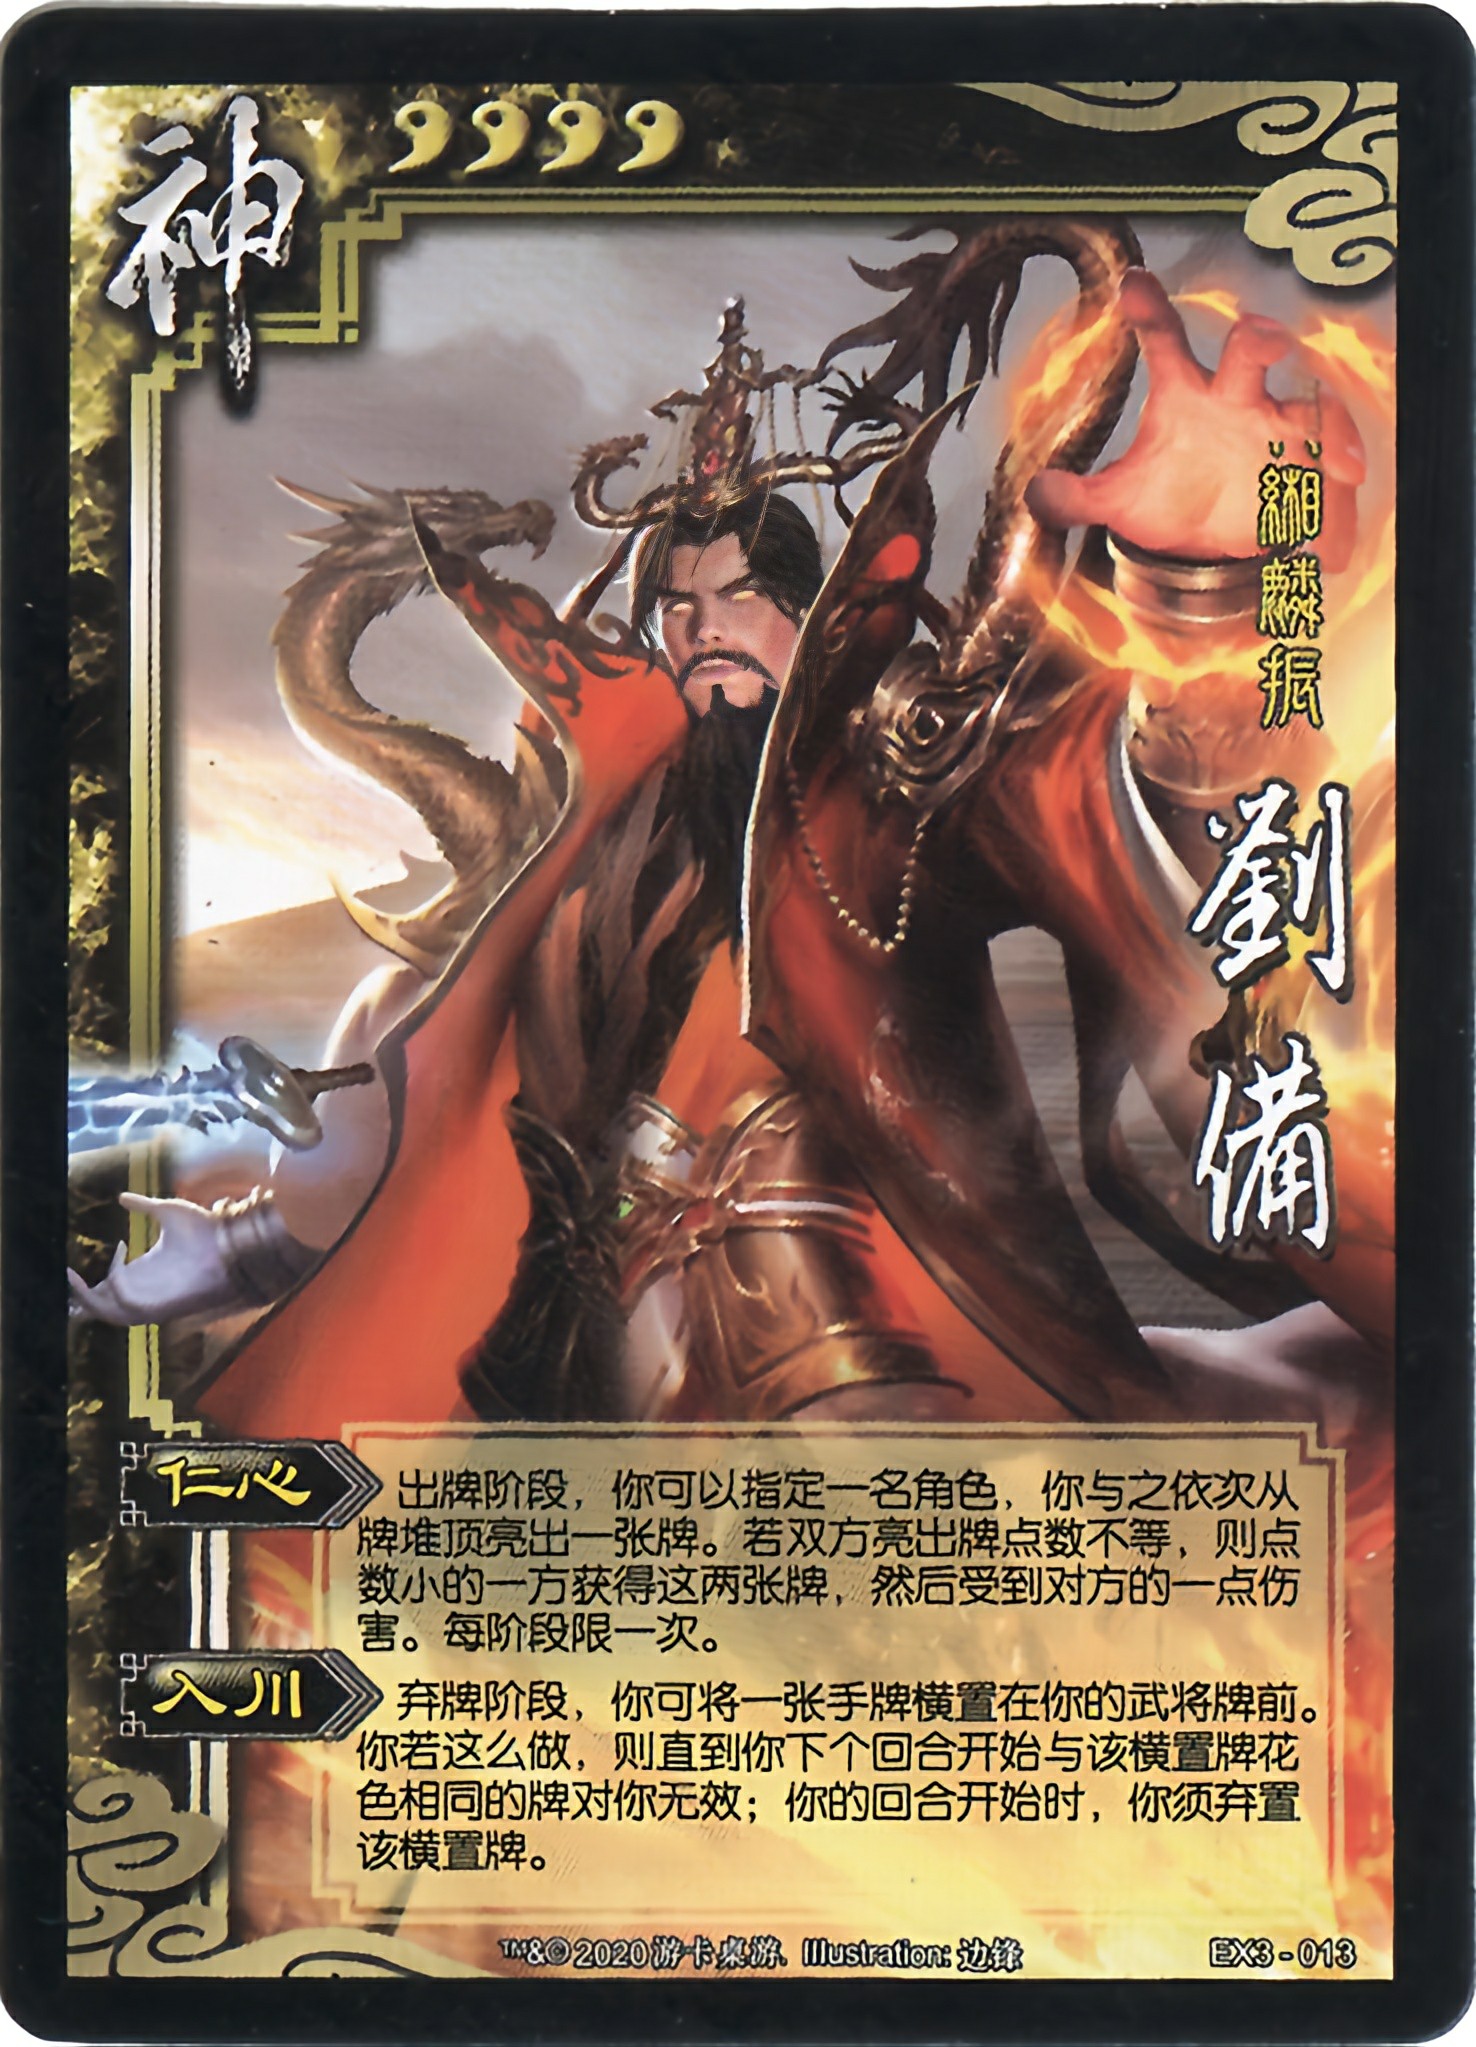 神
緗麟振
劉備
仁心
出牌阶段，你可以指定一名角色，你与之依次从
牌堆顶亮出一张牌。若双方亮出牌点数不等，则点
数小的一方获得这两张牌，然后受到对方的一点伤
害。每阶段限一次。
入川
弃牌阶段，你可将一张手牌横置在你的武将牌前。
你若这么做，则直到你下个回合开始与该横置牌花
色相同的牌对你无效；你的回合开始时，你须弃置
该横置牌。
™&©2020游卡桌游. Illustration:边锋
EX3-013